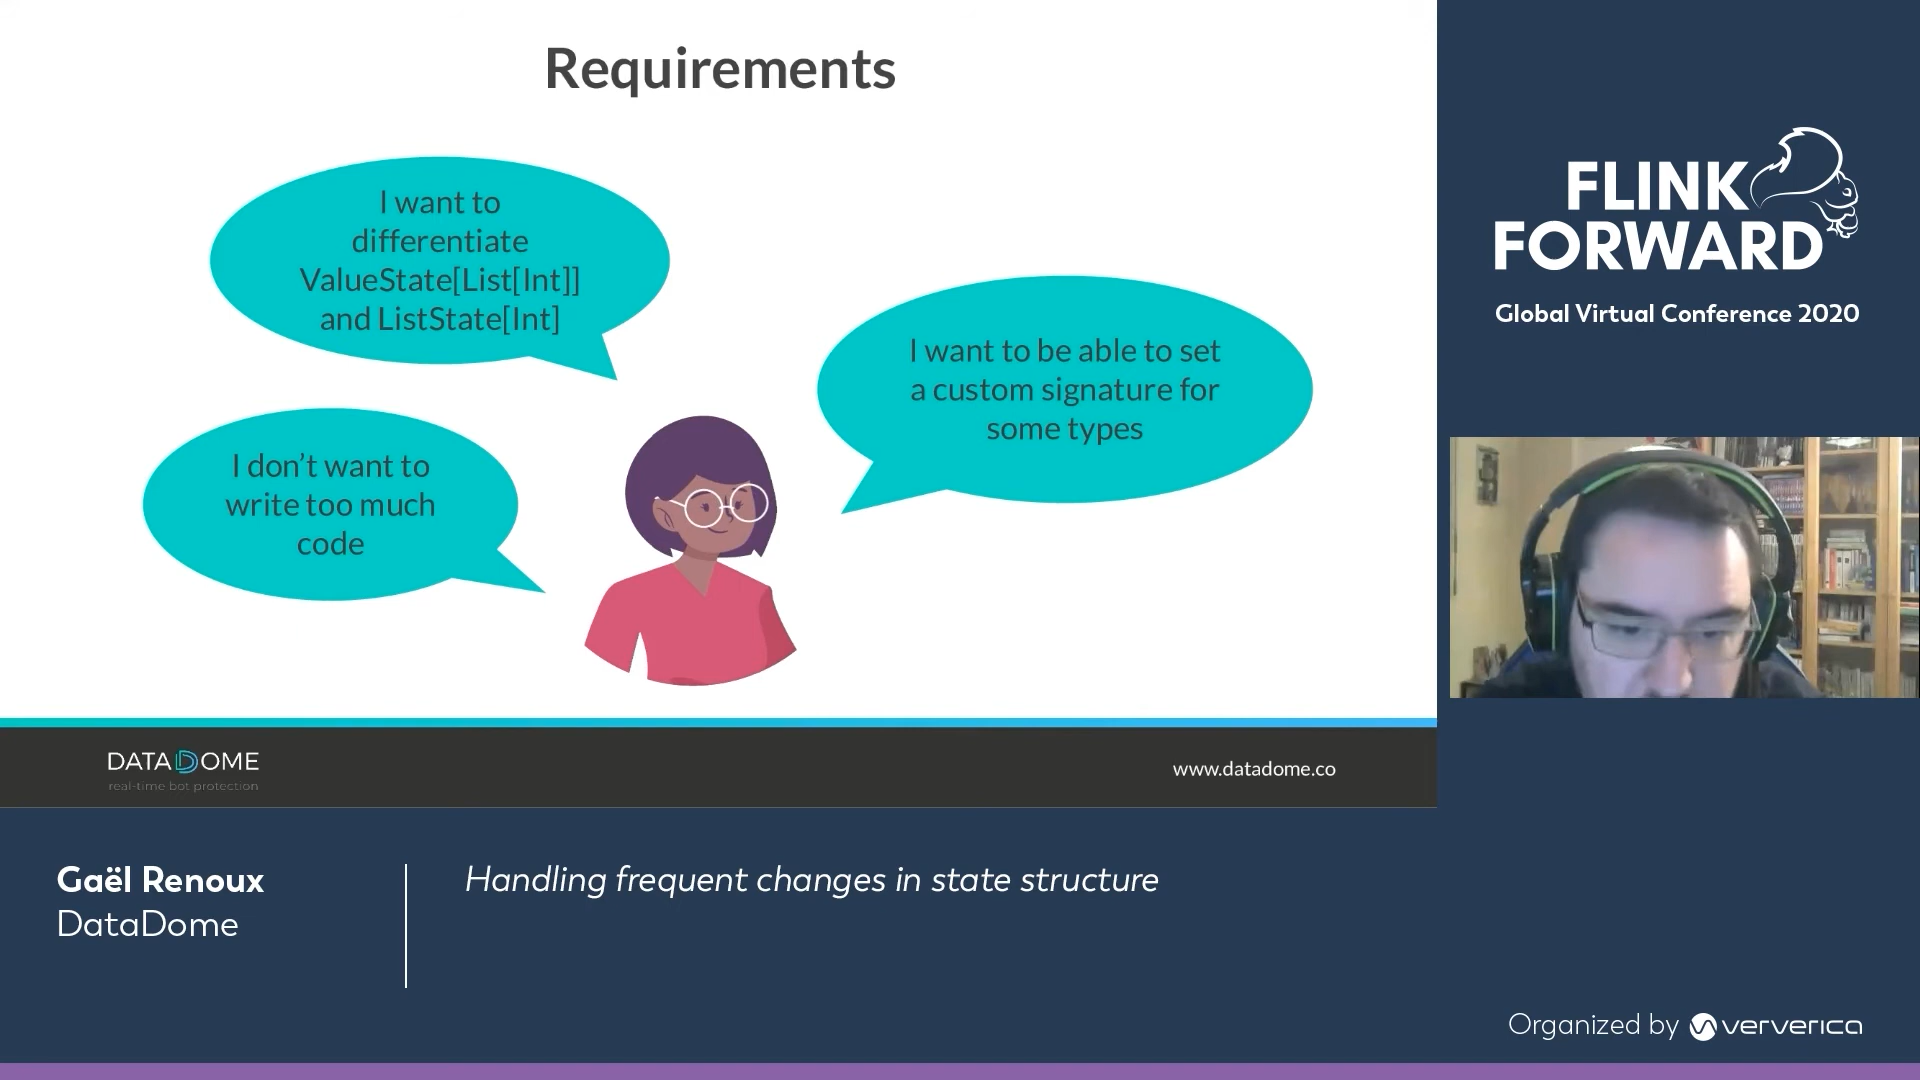 Requirements
I want to
differentiate
ValueState[List[Int]]
and ListState[Int]
I want to be able to set
a custom signature for
some types
I don’t want to
write too much
code
DATADOME
real-time bot protection
www.datadome.co
FLINK
FORWARD
Global Virtual Conference 2020
Gaël Renoux
DataDome
Handling frequent changes in state structure
Organized by ververica